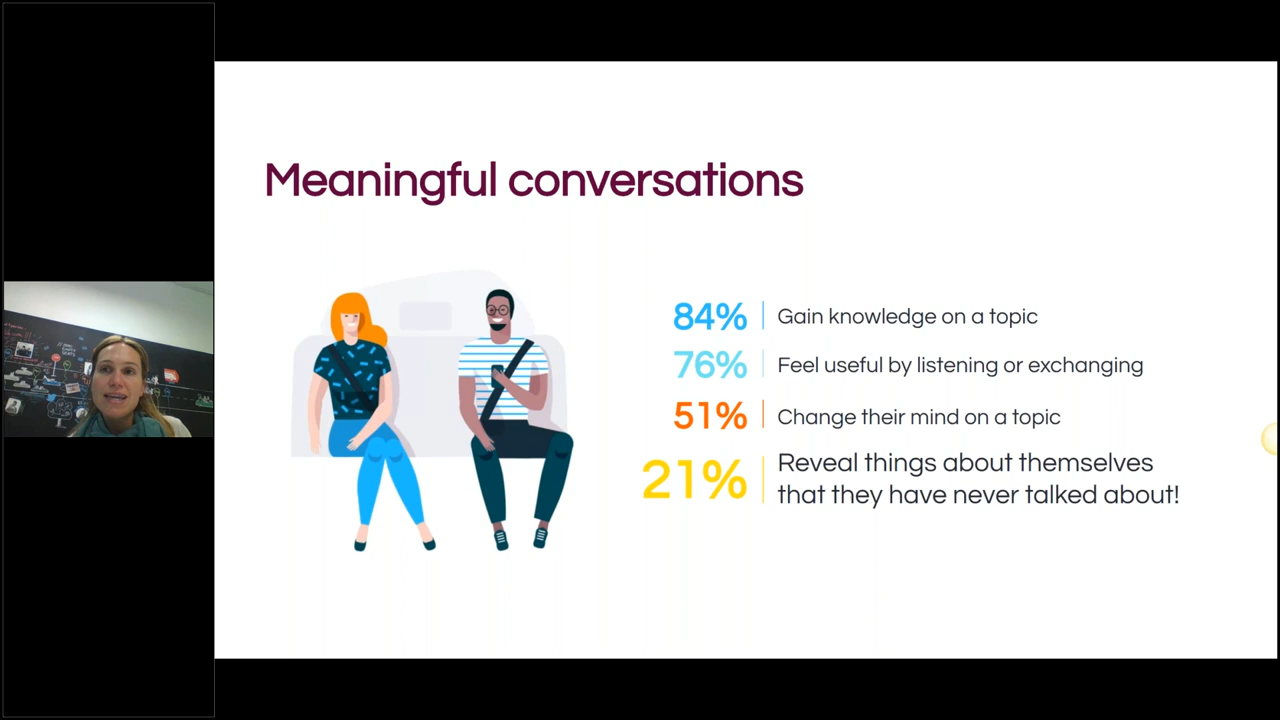 Meaningful conversations
84% Gain knowledge on a topic
76% Feel useful by listening or exchanging
51% Change their mind on a topic
21% Reveal things about themselves
that they have never talked about!